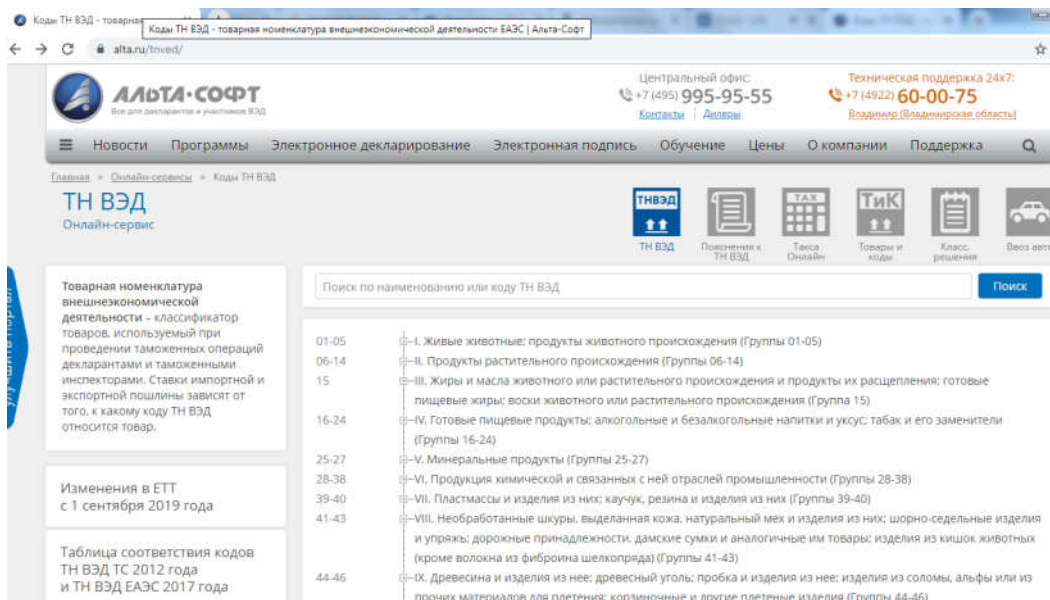 Коды ТН ВЭД - товарная
Коды ТН ВЭД - товарная номенклатура внешнеэкономической деятельности ЕАЭС | Альта-Софт
alta.ru/tnved/
АЛЬТА·СОФТ
Все для декларантов и участников ВЭД
Центральный офис:
+7 (495) 995-95-55
Контакты | Дилеры
Техническая поддержка 24x7:
+7 (4922) 60-00-75
Владимир (Владимирская область)
Новости Программы Электронное декларирование Электронная подпись Обучение Цены О компании Поддержка
Главная » Онлайн-сервисы » Коды ТН ВЭД
ТН ВЭД
Онлайн-сервис
ТНВЭД
TAX
ТиК
ТН ВЭД
Пояснения к ТН ВЭД
Такса Онлайн
Товары и коды
Класс. решения
Ввоз авто
улучшить портал
Товарная номенклатура
внешнеэкономической
деятельности – классификатор
товаров, используемый при
проведении таможенных операций
декларантами и таможенными
инспекторами. Ставки импортной и
экспортной пошлины зависят от
того, к какому коду ТН ВЭД
относится товар.
Изменения в ЕТТ
с 1 сентября 2019 года
Таблица соответствия кодов
ТН ВЭД ТС 2012 года
и ТН ВЭД ЕАЭС 2017 года
Поиск по наименованию или коду ТН ВЭД
Поиск
01-05 I. Живые животные; продукты животного происхождения (Группы 01-05)
06-14 II. Продукты растительного происхождения (Группы 06-14)
15 III. Жиры и масла животного или растительного происхождения и продукты их расщепления; готовые
пищевые жиры; воски животного или растительного происхождения (Группа 15)
16-24 IV. Готовые пищевые продукты; алкогольные и безалкогольные напитки и уксус; табак и его заменители
(Группы 16-24)
25-27 V. Минеральные продукты (Группы 25-27)
28-38 VI. Продукция химической и связанных с ней отраслей промышленности (Группы 28-38)
39-40 VII. Пластмассы и изделия из них; каучук, резина и изделия из них (Группы 39-40)
41-43 VIII. Необработанные шкуры, выделанная кожа, натуральный мех и изделия из них; шорно-седельные изделия
и упряжь; дорожные принадлежности, дамские сумки и аналогичные им товары; изделия из кишок животных
(кроме волокна из фиброина шелкопряда) (Группы 41-43)
44-46 IX. Древесина и изделия из нее; древесный уголь; пробка и изделия из нее; изделия из соломы, альфы или из
прочих материалов для плетения; корзиночные и другие плетеные изделия (Группы 44-46)